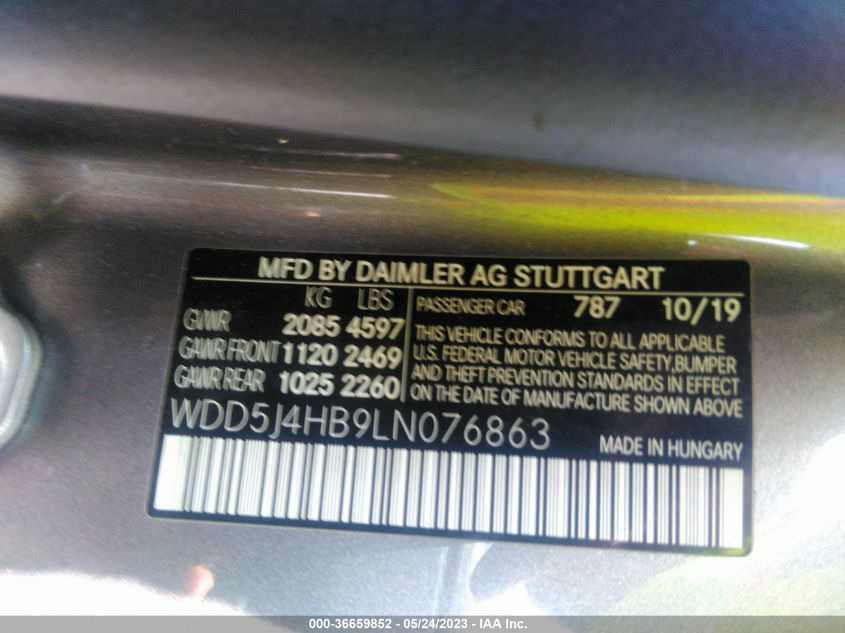 MFD BY DAIMLER AG STUTTGART
KG LBS
GVWR 2085 4597
GAWR FRONT 1120 2469
GAWR REAR 1025 2260
PASSENGER CAR 787 10/19
THIS VEHICLE CONFORMS TO ALL APPLICABLE
U.S. FEDERAL MOTOR VEHICLE SAFETY,BUMPER
AND THEFT PREVENTION STANDARDS IN EFFECT
ON THE DATE OF MANUFACTURE SHOWN ABOVE
WDD5J4HB9LN076863
MADE IN HUNGARY
000-36659852 - 05/24/2023 - IAA Inc.